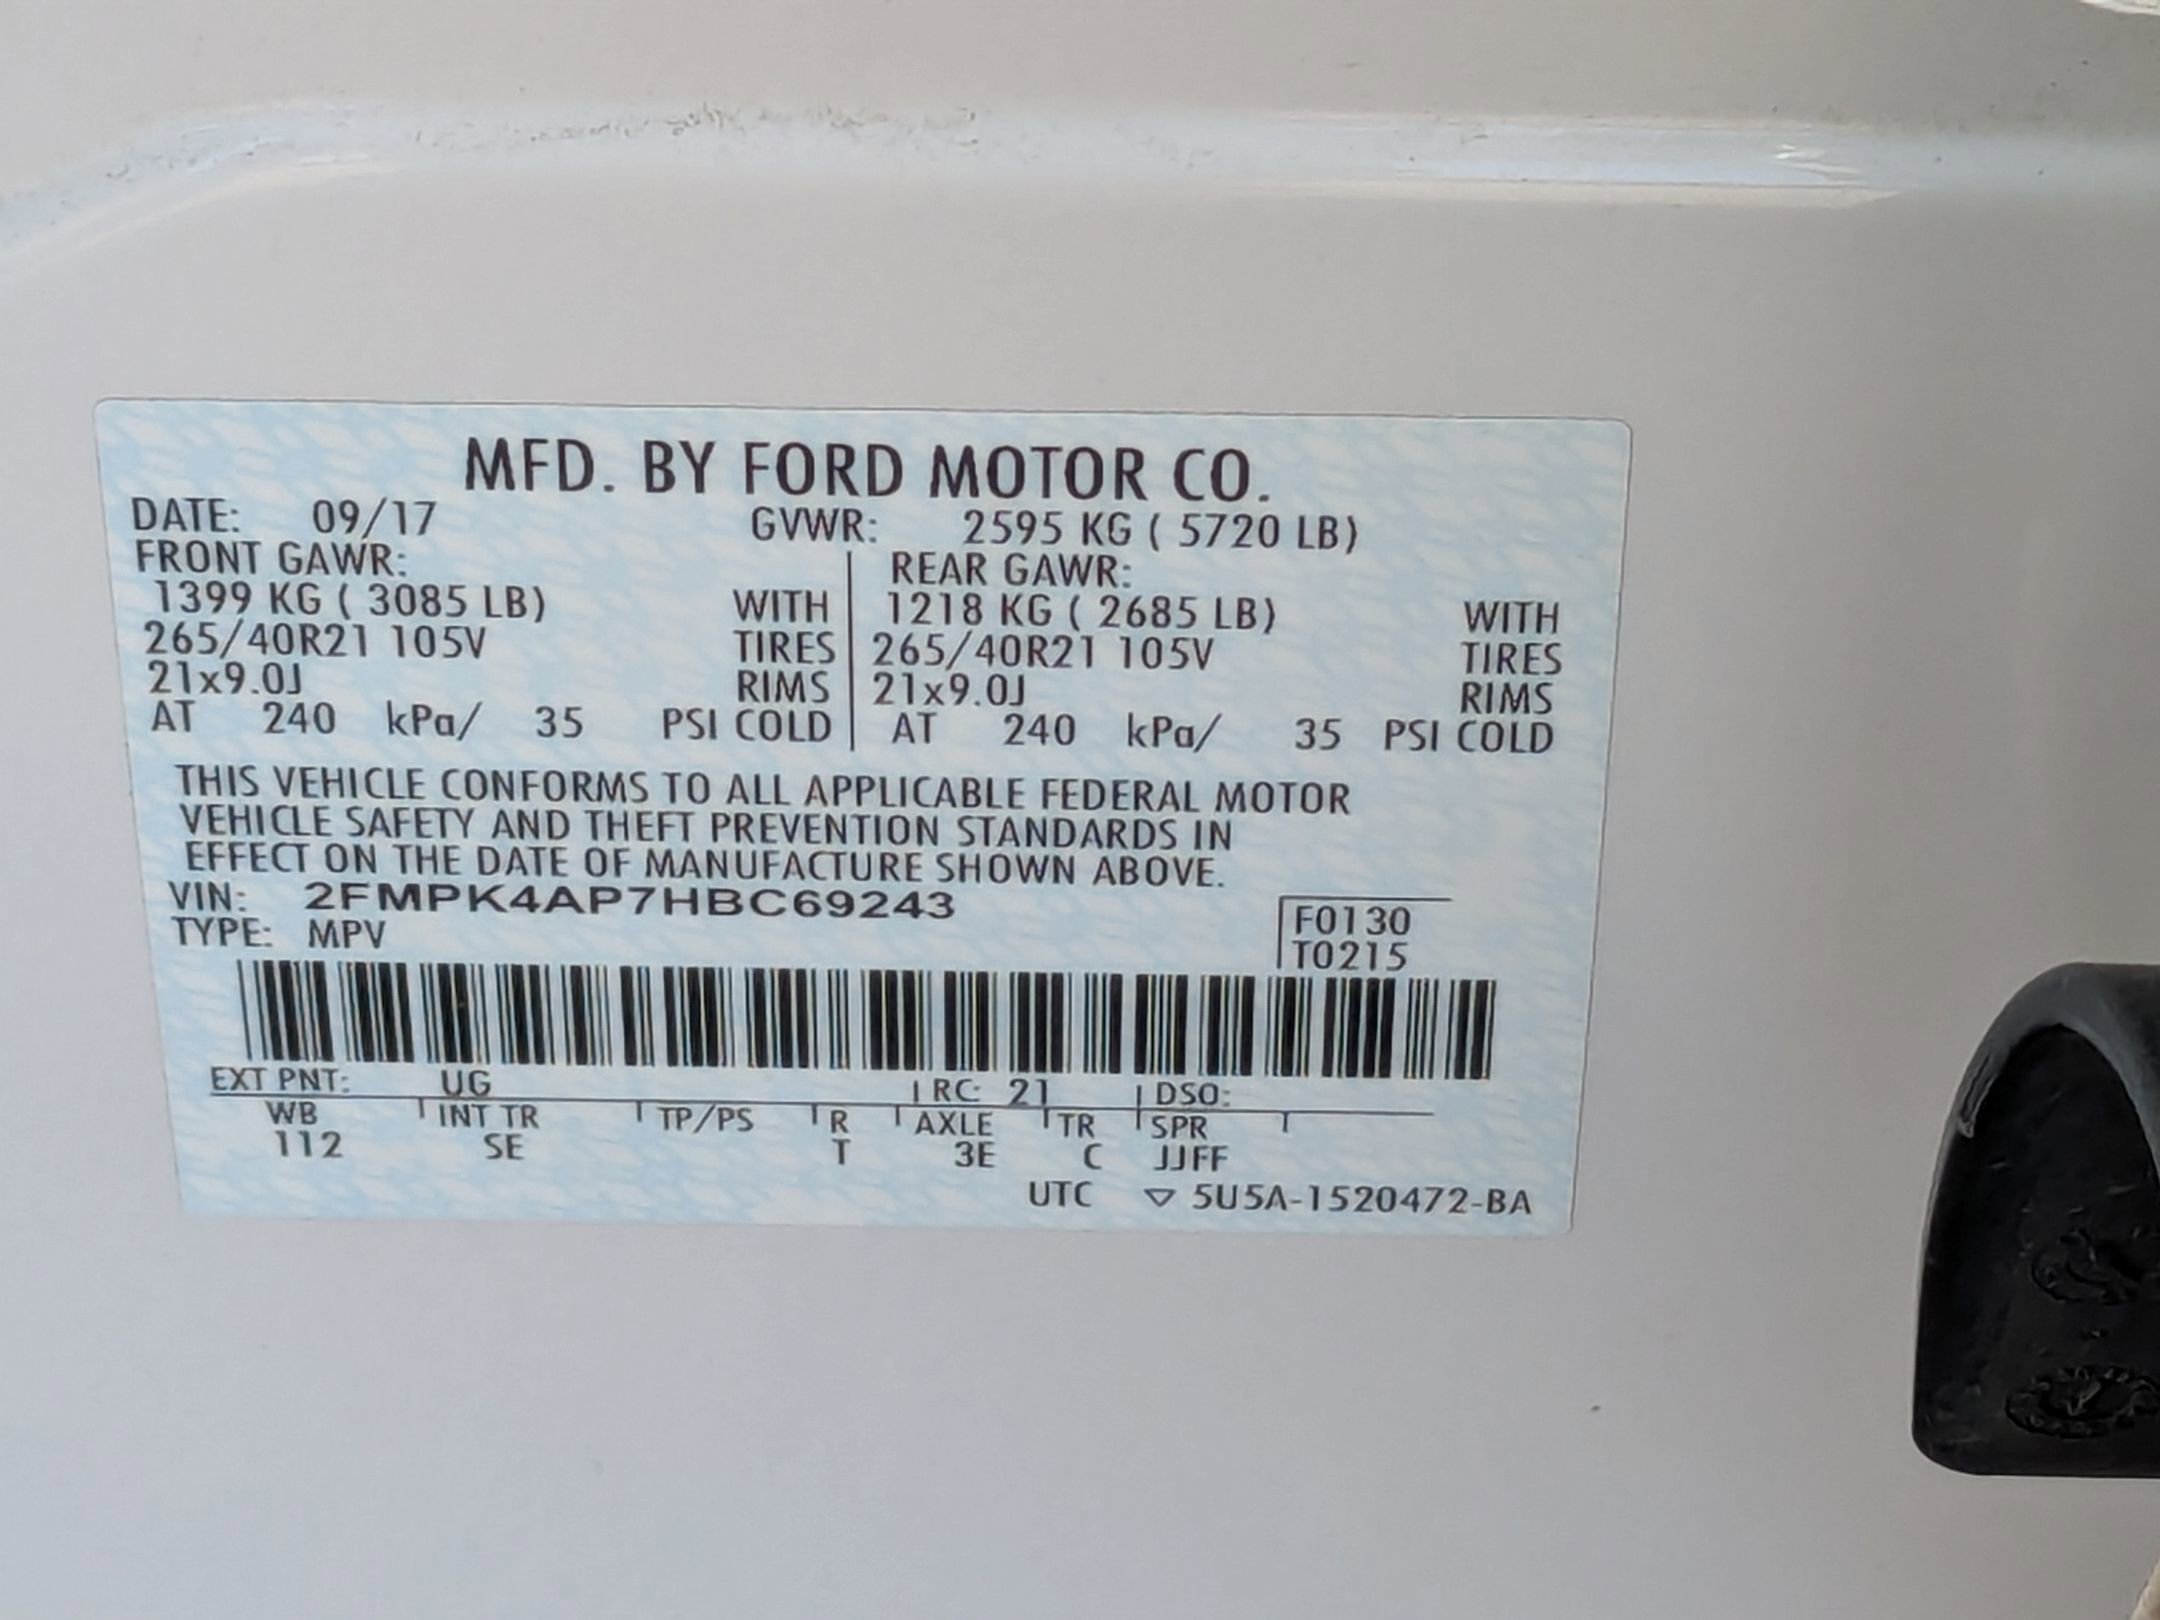 MFD. BY FORD MOTOR CO.
DATE: 09/17 GVWR: 2595 KG ( 5720 LB)
FRONT GAWR: REAR GAWR:
1399 KG ( 3085 LB) WITH 1218 KG ( 2685 LB) WITH
265/40R21 105V TIRES 265/40R21 105V TIRES
21x9.0J RIMS 21x9.0J RIMS
AT 240 kPa/ 35 PSI COLD AT 240 kPa/ 35 PSI COLD
THIS VEHICLE CONFORMS TO ALL APPLICABLE FEDERAL MOTOR
VEHICLE SAFETY AND THEFT PREVENTION STANDARDS IN
EFFECT ON THE DATE OF MANUFACTURE SHOWN ABOVE.
VIN: 2FMPK4AP7HBC69243
TYPE: MPV
F0130
T0215
EXT PNT: UG RC: 21 DSO:
WB INT TR TP/PS R AXLE TR SPR
112 SE T 3E C JJFF
UTC ▽ 5U5A-1520472-BA